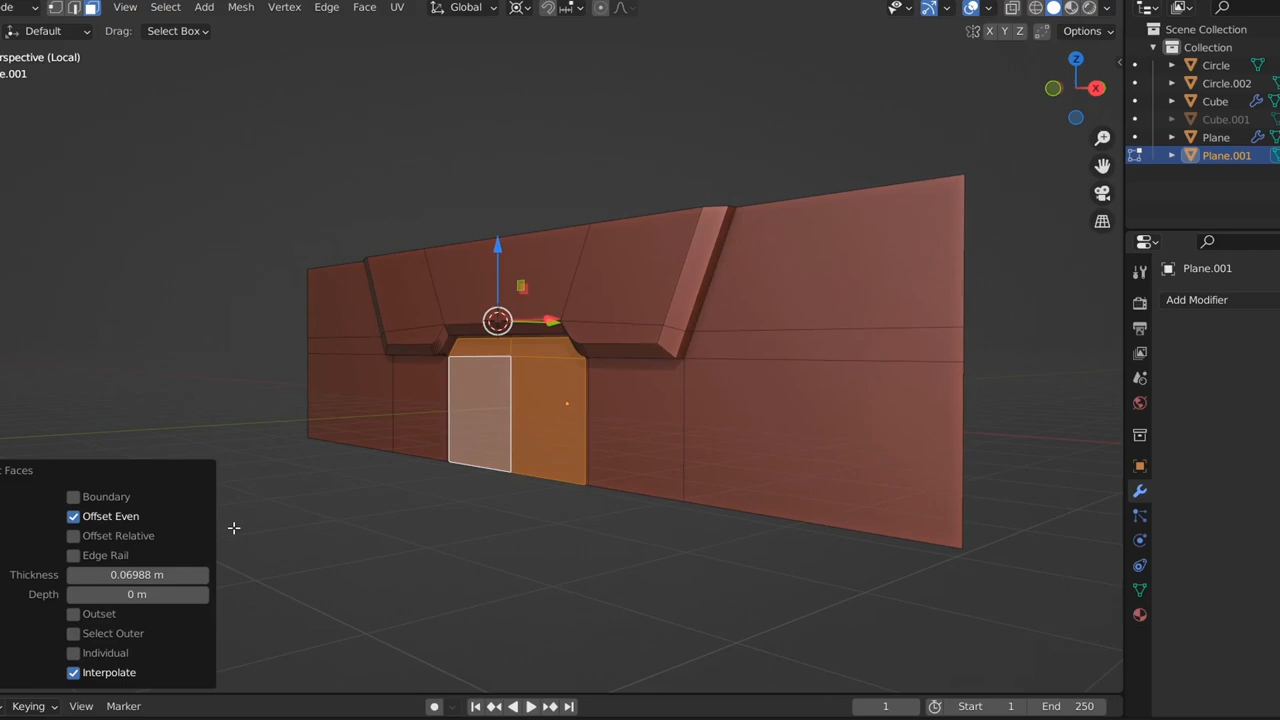 de Select Add Mesh Vertex Edge Face UV Global
Default Drag: Select Box X Y Z Options
rspective (Local)
e.001
Z
X
Scene Collection
Collection
Circle
Circle.002
Cube
Cube.001
Plane
Plane.001
Plane.001
Add Modifier
t Faces
Boundary
Offset Even
Offset Relative
Edge Rail
Thickness 0.06988 m
Depth 0 m
Outset
Select Outer
Individual
Interpolate
Keying View Marker 1 Start 1 End 250